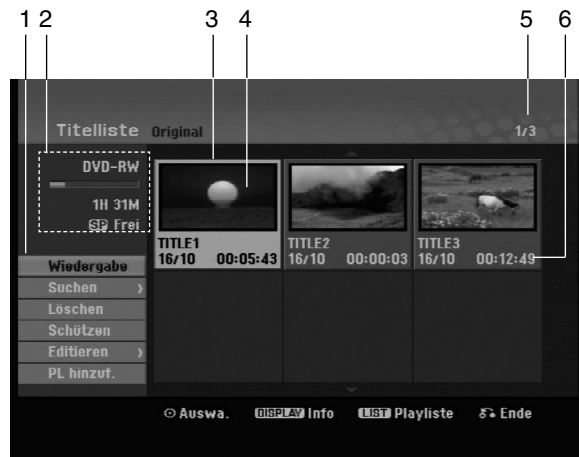 1 2 3 4 5 6
Titelliste Original 1/3
DVD-RW
1H 31M
SP Frei
TITLE1 TITLE2 TITLE3
16/10 00:05:43 16/10 00:00:03 16/10 00:12:49
Wiedergabe
Suchen
Löschen
Schützen
Editieren
PL hinzuf.
Auswa. DISPLAY Info LIST Playliste Ende